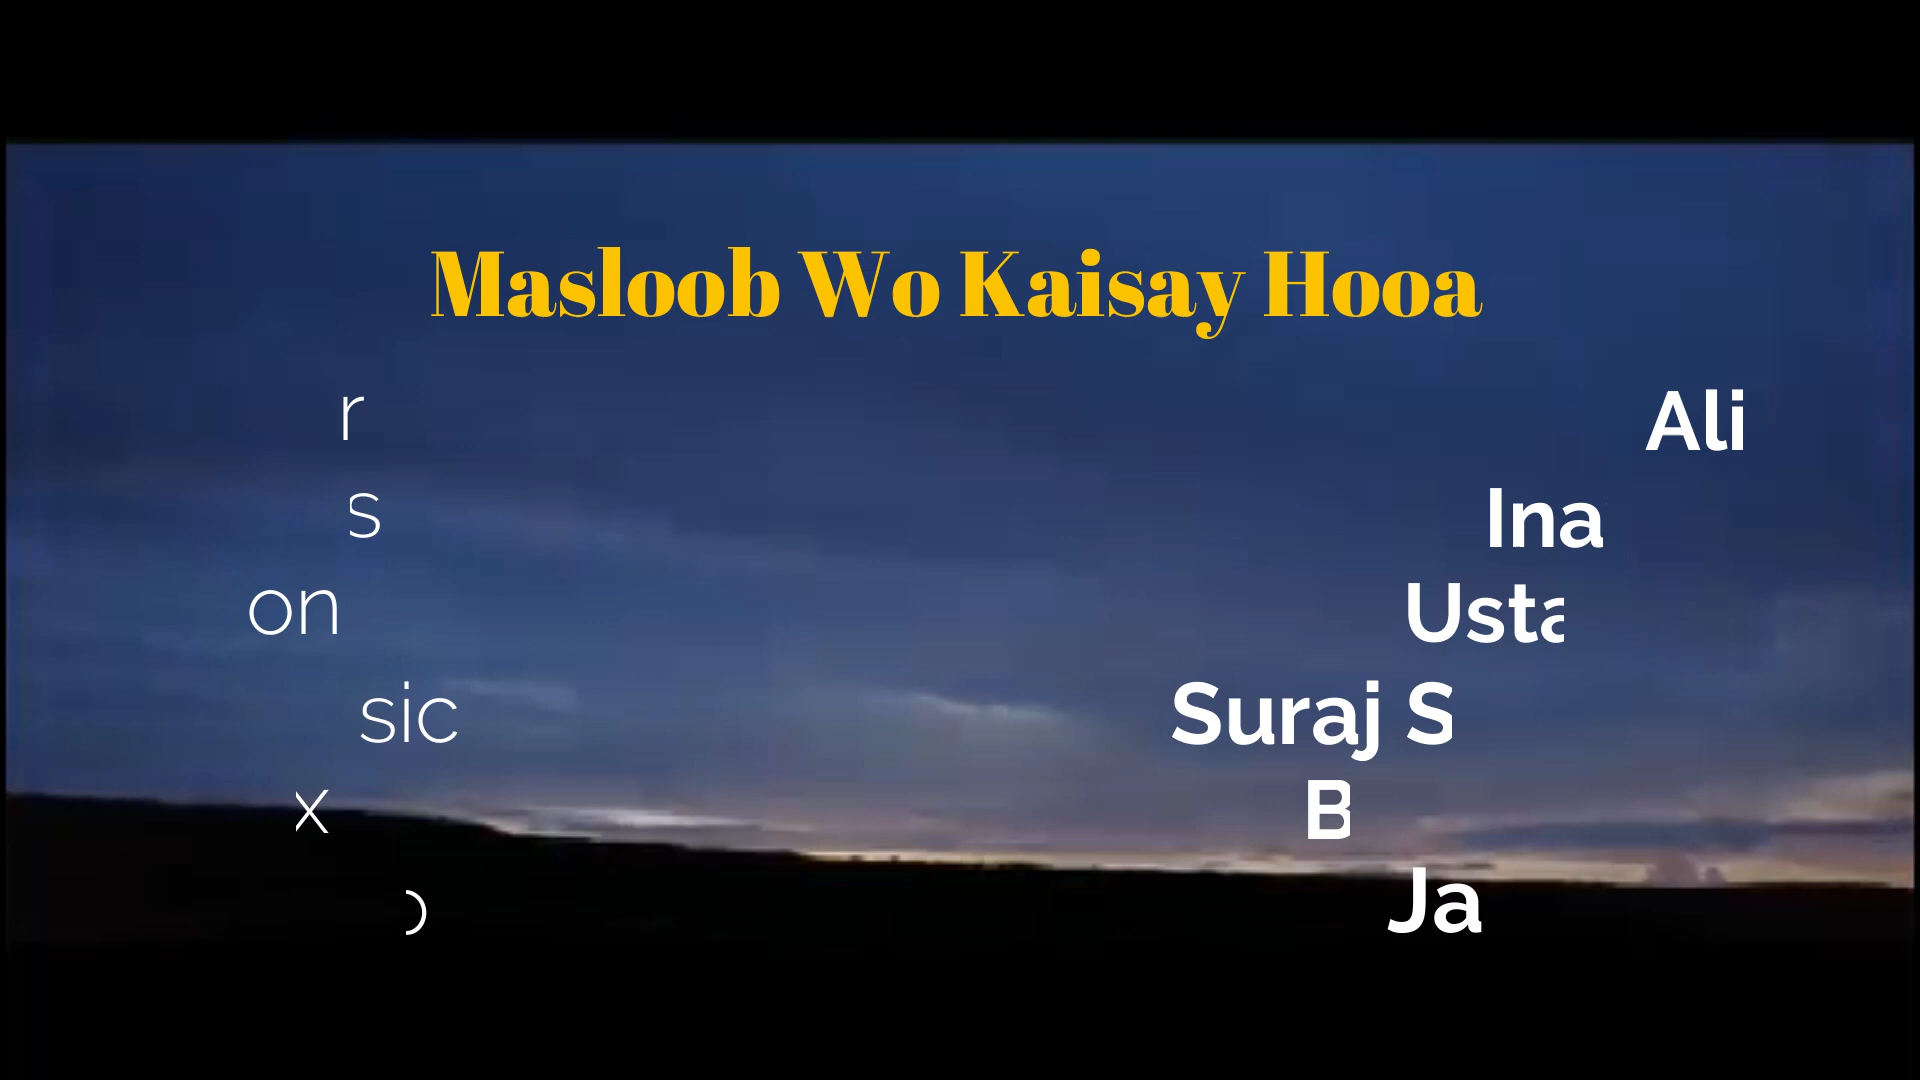 Masloob Wo Kaisay Hooa
r Ali
s Ina
on Usta
sic Suraj S
x B
Ja